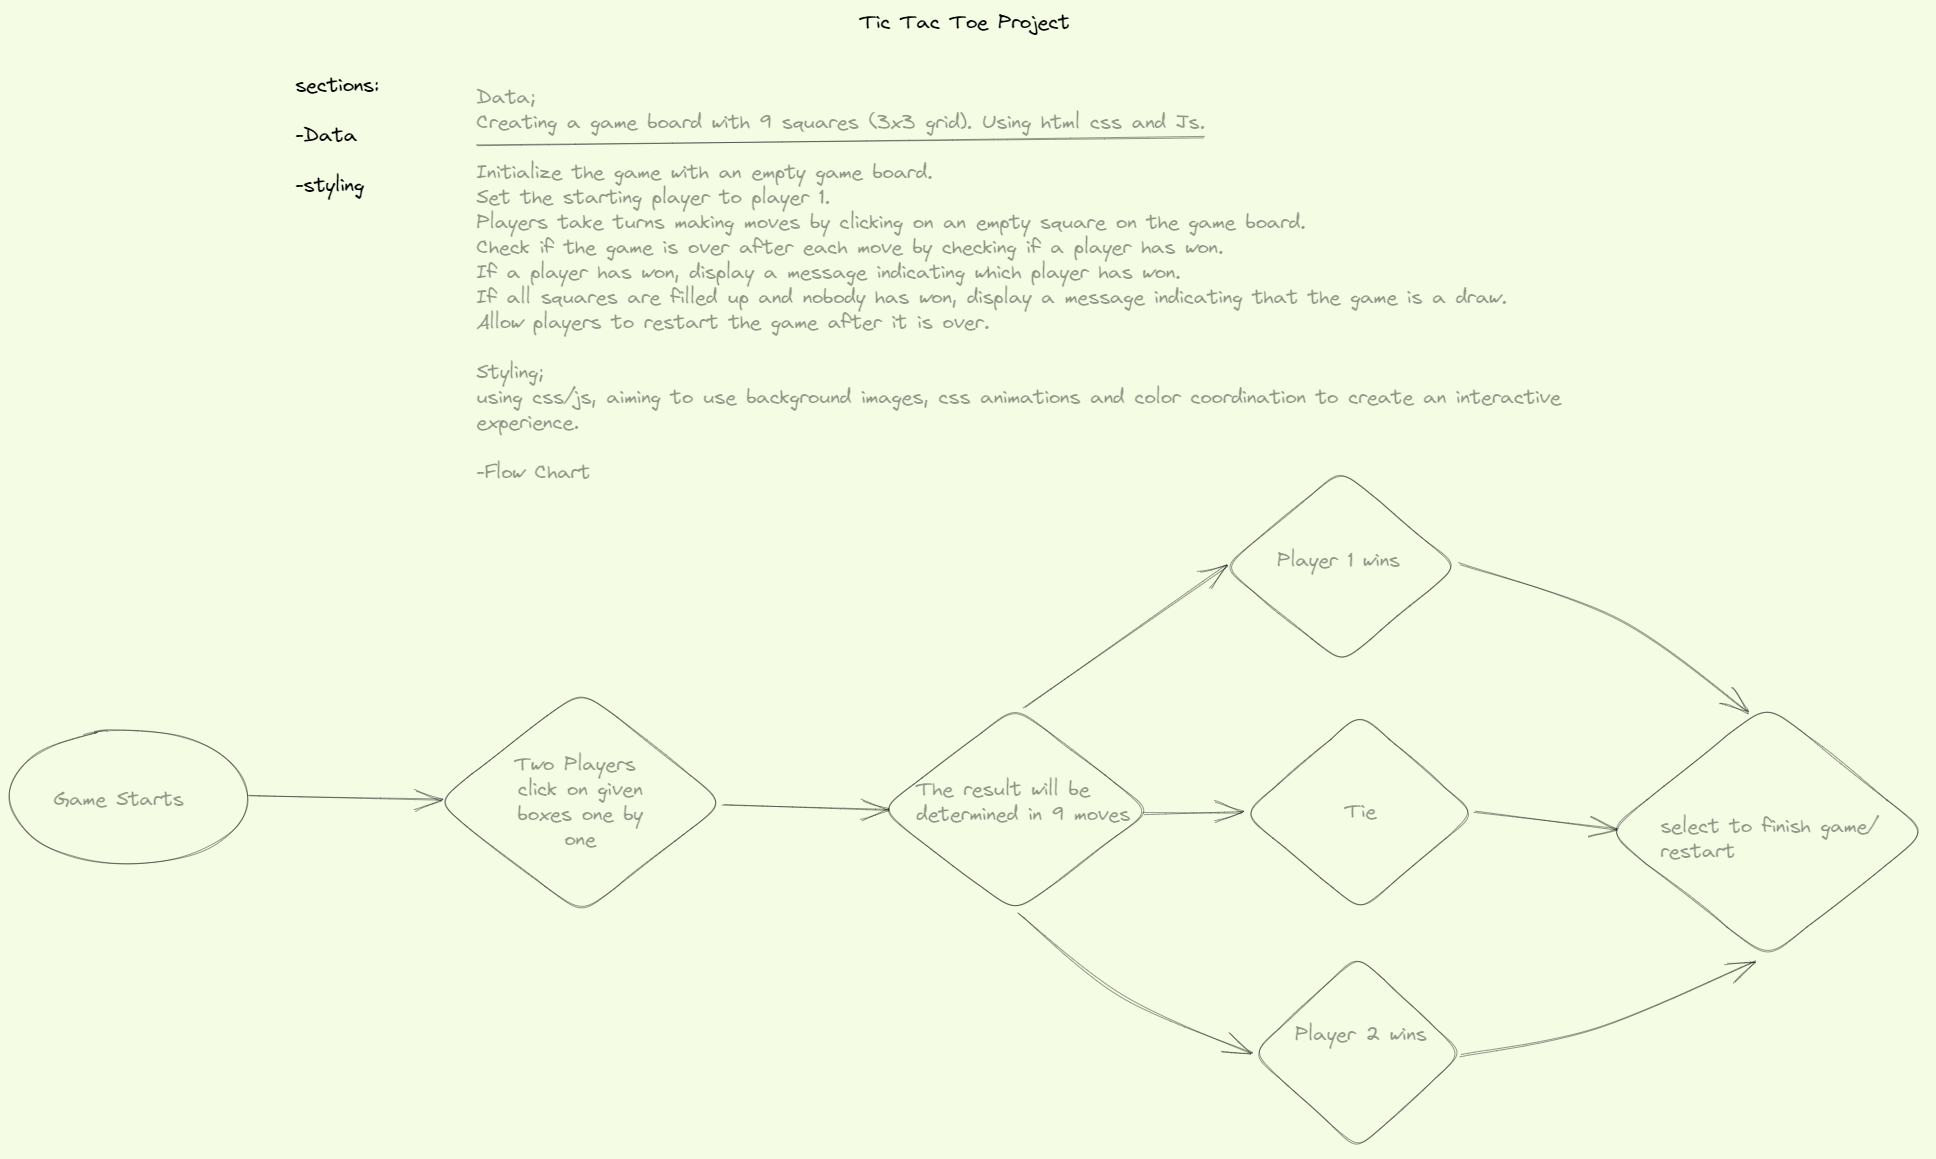 Tic Tac Toe Project
sections:
-Data
-styling
Data;
Creating a game board with 9 squares (3x3 grid). Using html css and Js.
Initialize the game with an empty game board.
Set the starting player to player 1.
Players take turns making moves by clicking on an empty square on the game board.
Check if the game is over after each move by checking if a player has won.
If a player has won, display a message indicating which player has won.
If all squares are filled up and nobody has won, display a message indicating that the game is a draw.
Allow players to restart the game after it is over.
Styling;
using css/js, aiming to use background images, css animations and color coordination to create an interactive
experience.
-Flow Chart
Game Starts
Two Players
click on given
boxes one by
one
The result will be
determined in 9 moves
Player 1 wins
Tie
Player 2 wins
select to finish game/
restart